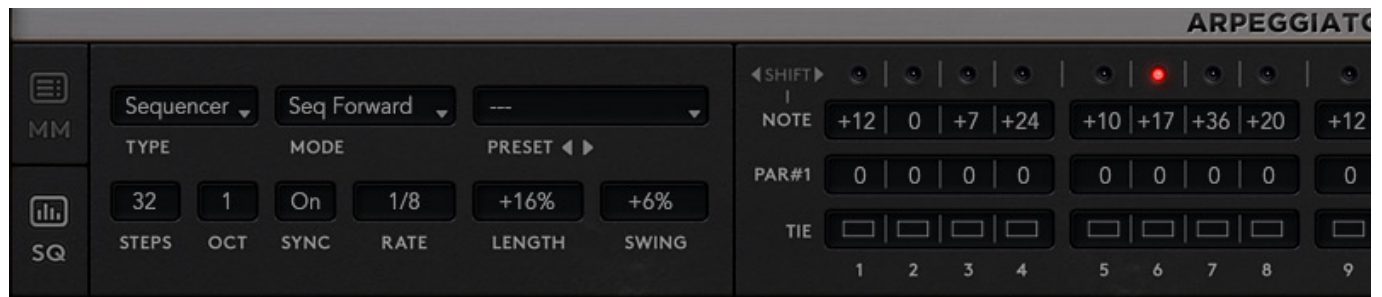 ARPEGGIATO
MM
Sequencer Seq Forward ---
TYPE MODE PRESET
32 1 On 1/8 +16% +6%
STEPS OCT SYNC RATE LENGTH SWING
SQ
SHIFT
NOTE +12 0 +7 +24 +10 +17 +36 +20 +12
PAR#1 0 0 0 0 0 0 0 0 0
TIE
1 2 3 4 5 6 7 8 9